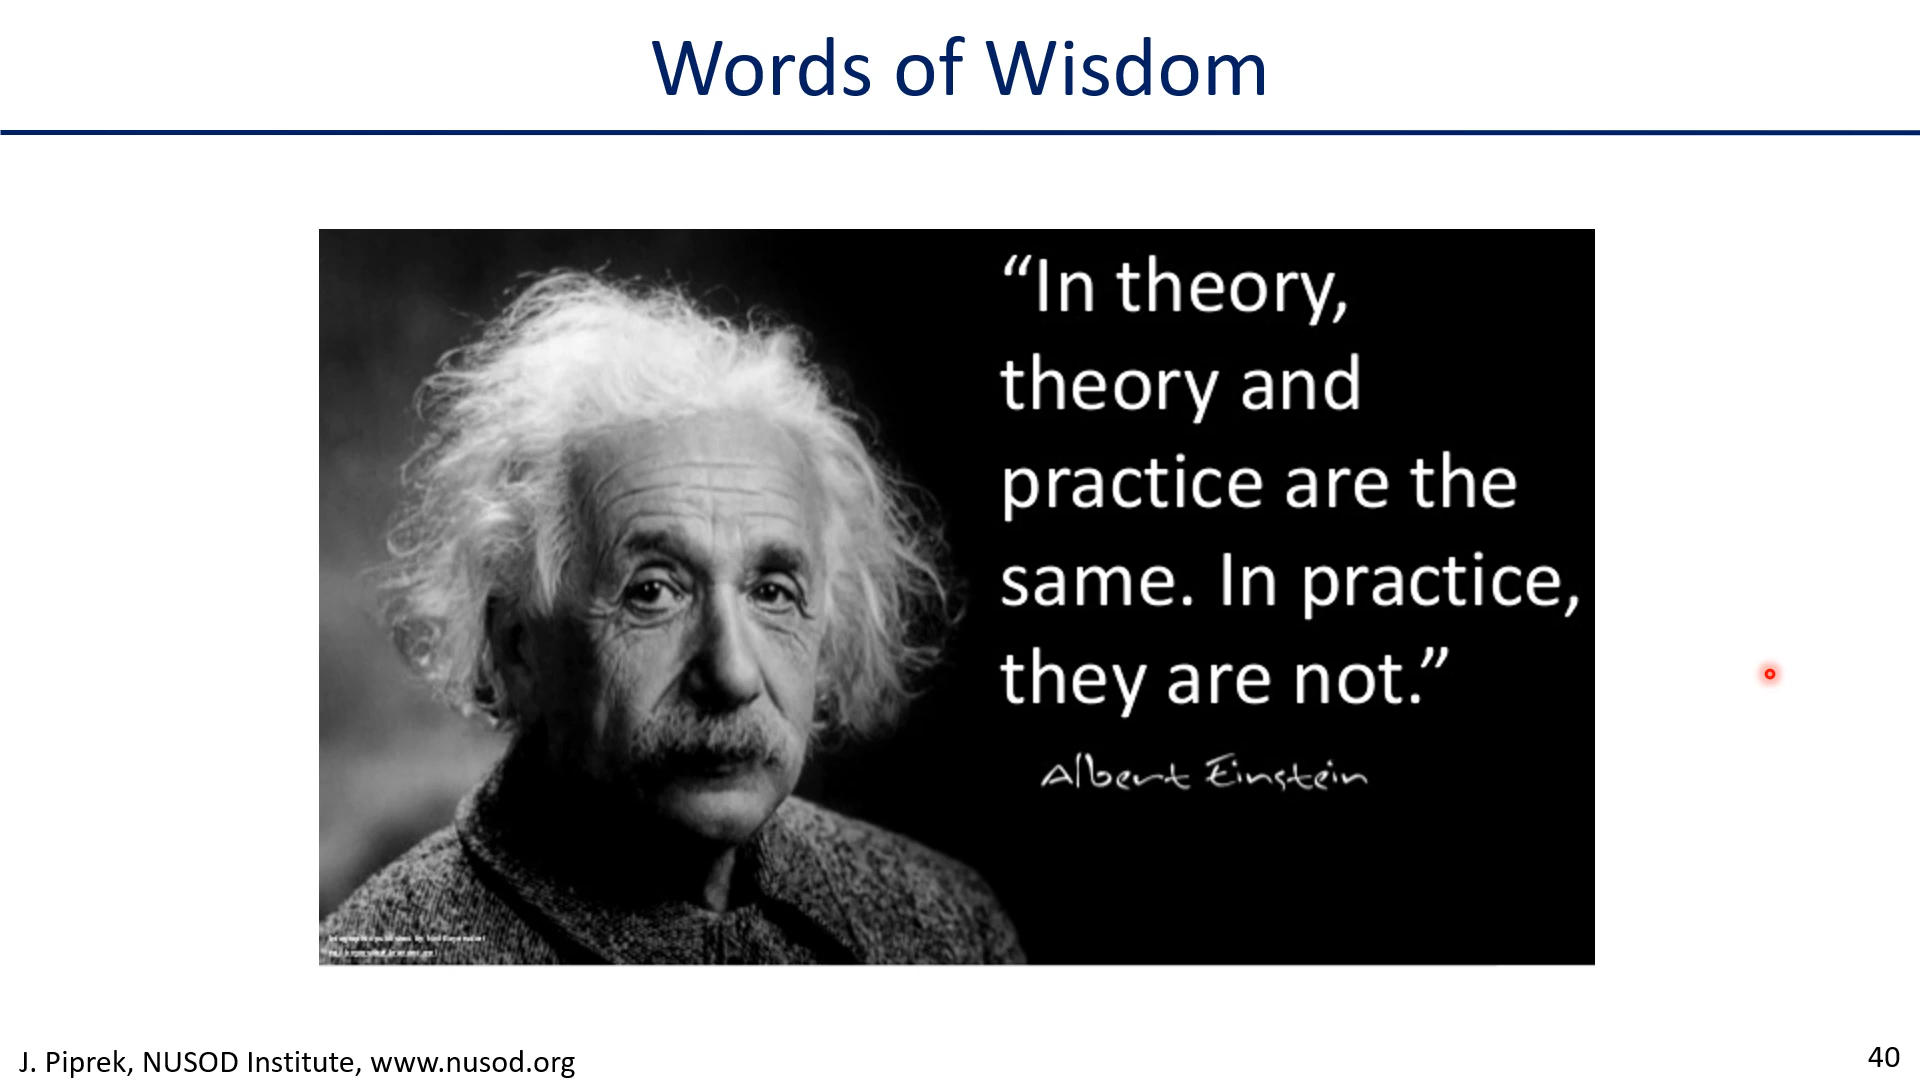 Words of Wisdom
“In theory,
theory and
practice are the
same. In practice,
they are not.”
Albert Einstein
J. Piprek, NUSOD Institute, www.nusod.org
40